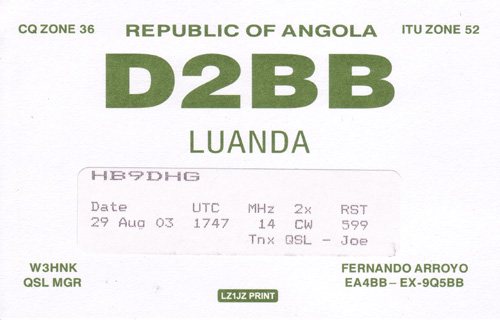 CQ ZONE 36 REPUBLIC OF ANGOLA ITU ZONE 52
D2BB
LUANDA
HB9DHG
Date UTC MHz 2x RST
29 Aug 03 1747 14 CW 599
Tnx QSL - Joe
W3HNK FERNANDO ARROYO
QSL MGR EA4BB – EX-9Q5BB
LZ1JZ PRINT